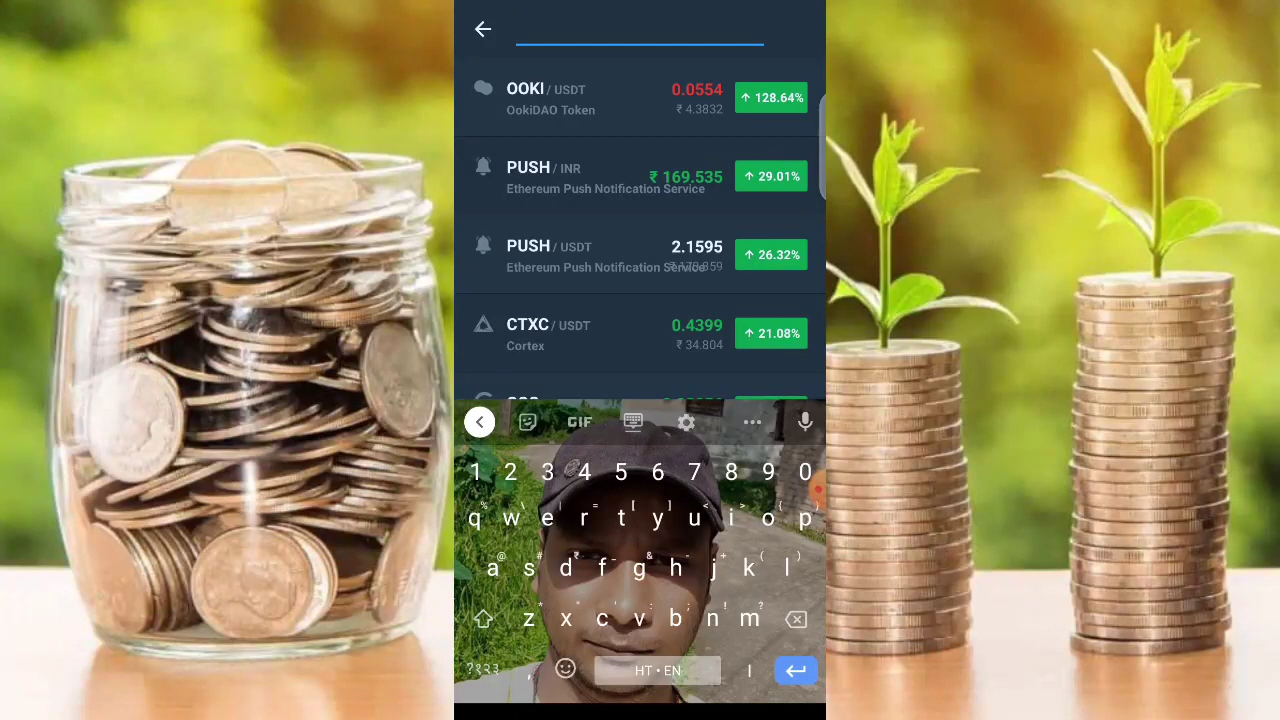 OOKI / USDT 0.0554 ↑ 128.64%
OokiDAO Token ₹ 4.3832
PUSH / INR ₹ 169.535 ↑ 29.01%
Ethereum Push Notification Service
PUSH / USDT 2.1595 ↑ 26.32%
Ethereum Push Notification Service
CTXC / USDT 0.4399 ↑ 21.08%
Cortex ₹ 34.804
GIF
1 2 3 4 5 6 7 8 9 0
% \ | = [ ] < > { }
q w e r t y u i o p
@ # ₹ _ & - + ( )
a s d f g h j k l
* " ' : ; ! ?
z x c v b n m
?१२३ , HT • EN |